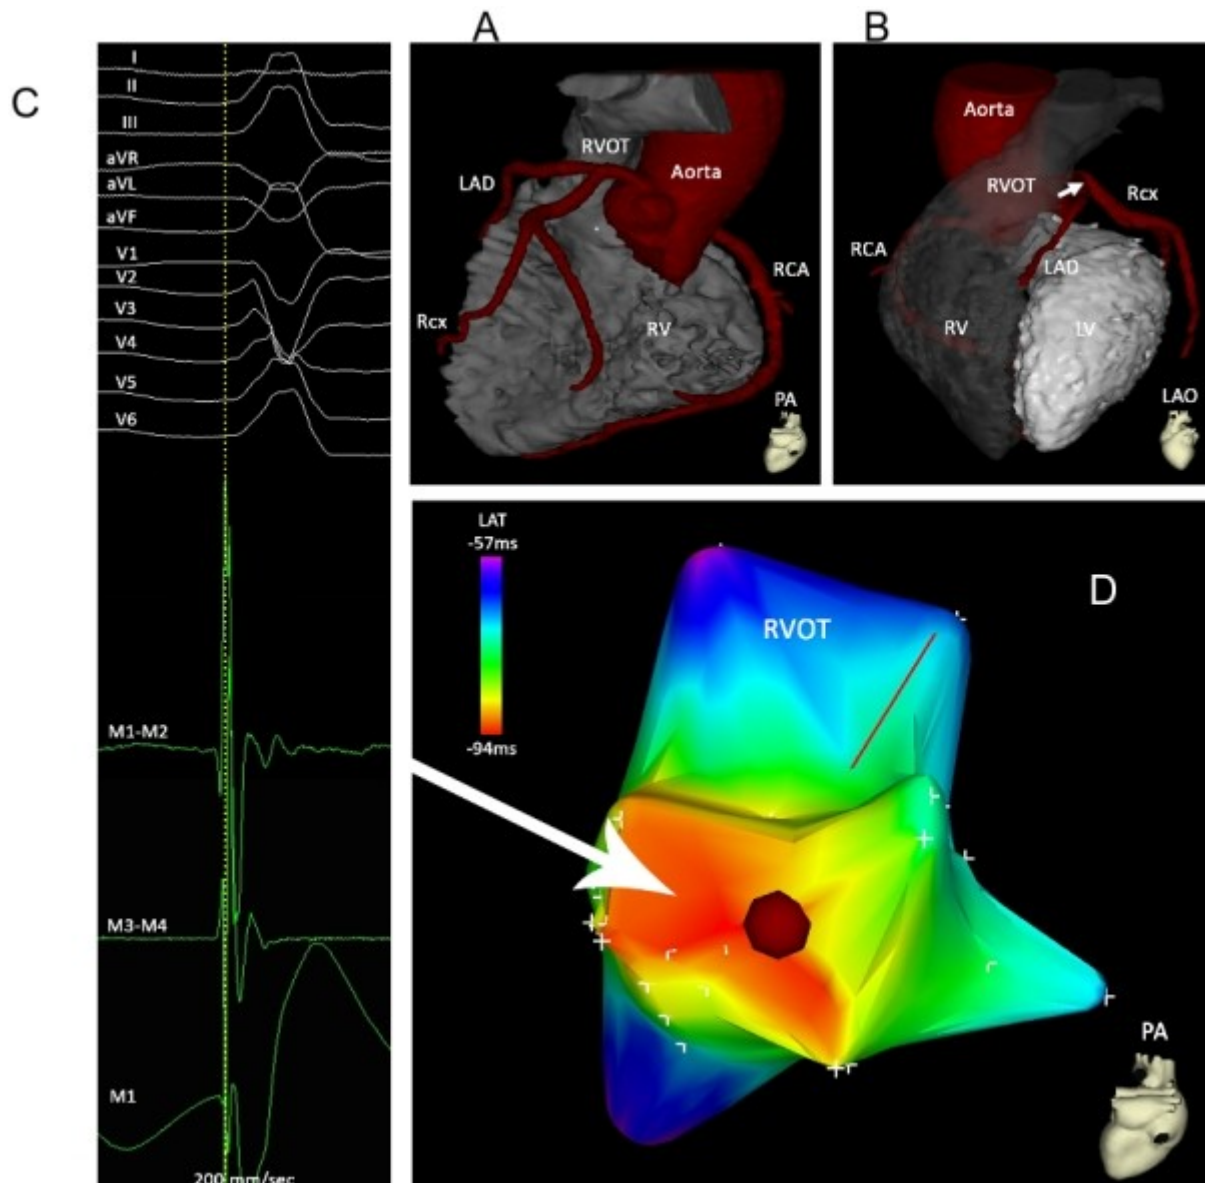 A
B
C
I
II
III
aVR
aVL
aVF
V1
V2
V3
V4
V5
V6
M1-M2
M3-M4
M1
200 mm/sec
RVOT
LAD
Aorta
RCA
Rcx
RV
PA
Aorta
RVOT
Rcx
RCA
LAD
RV
LV
LAO
LAT
-57ms
-94ms
RVOT
D
PA